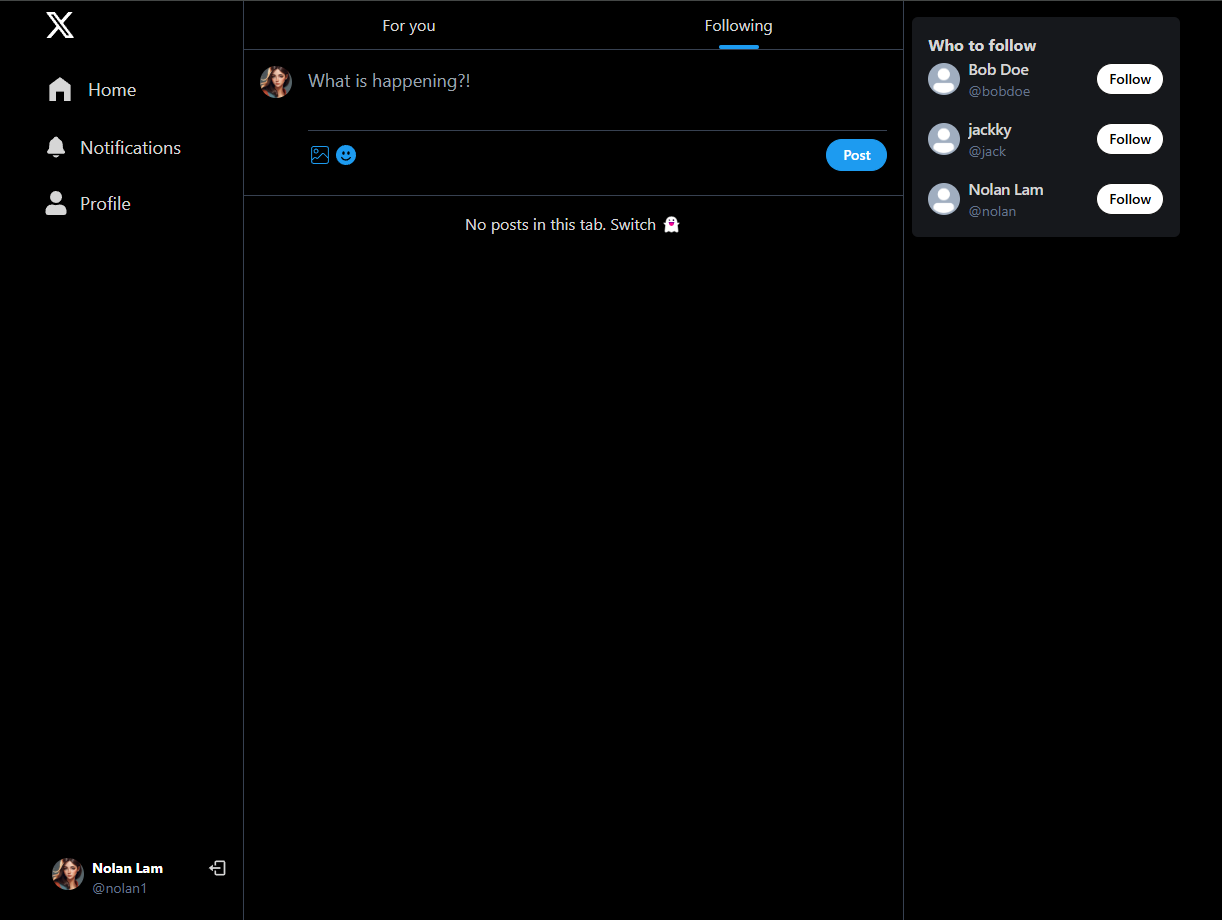 Home
Notifications
Profile
Nolan Lam
@nolan1
For you
Following
What is happening?!
Post
No posts in this tab. Switch 👻
Who to follow
Bob Doe
@bobdoe
Follow
jackky
@jack
Follow
Nolan Lam
@nolan
Follow